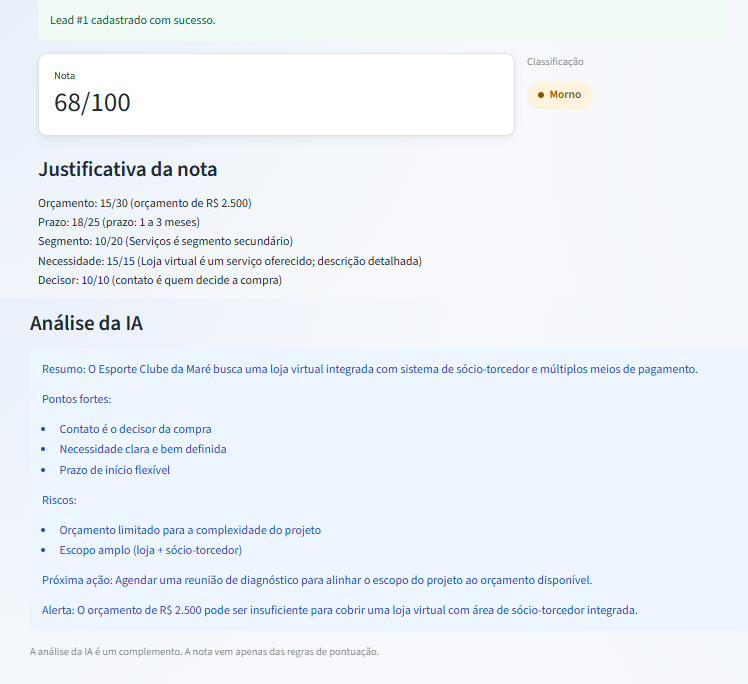 Lead #1 cadastrado com sucesso.
Nota
68/100
Classificação
Morno
Justificativa da nota
Orçamento: 15/30 (orçamento de R$ 2.500)
Prazo: 18/25 (prazo: 1 a 3 meses)
Segmento: 10/20 (Serviços é segmento secundário)
Necessidade: 15/15 (Loja virtual é um serviço oferecido; descrição detalhada)
Decisor: 10/10 (contato é quem decide a compra)
Análise da IA
Resumo: O Esporte Clube da Maré busca uma loja virtual integrada com sistema de sócio-torcedor e múltiplos meios de pagamento.
Pontos fortes:
Contato é o decisor da compra
Necessidade clara e bem definida
Prazo de início flexível
Riscos:
Orçamento limitado para a complexidade do projeto
Escopo amplo (loja + sócio-torcedor)
Próxima ação: Agendar uma reunião de diagnóstico para alinhar o escopo do projeto ao orçamento disponível.
Alerta: O orçamento de R$ 2.500 pode ser insuficiente para cobrir uma loja virtual com área de sócio-torcedor integrada.
A análise da IA é um complemento. A nota vem apenas das regras de pontuação.